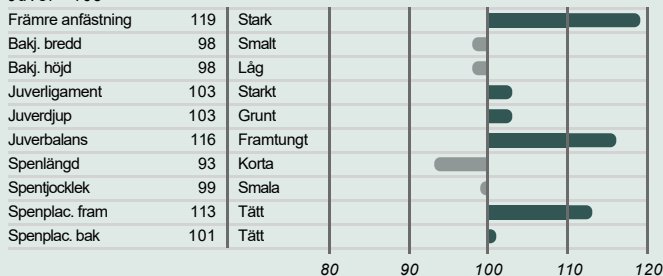 Främre anfästning 119 Stark
Bakj. bredd 98 Smalt
Bakj. höjd 98 Låg
Juverligament 103 Starkt
Juverdjup 103 Grunt
Juverbalans 116 Framtungt
Spenlängd 93 Korta
Spentjocklek 99 Smala
Spenplac. fram 113 Tätt
Spenplac. bak 101 Tätt
80 90 100 110 120